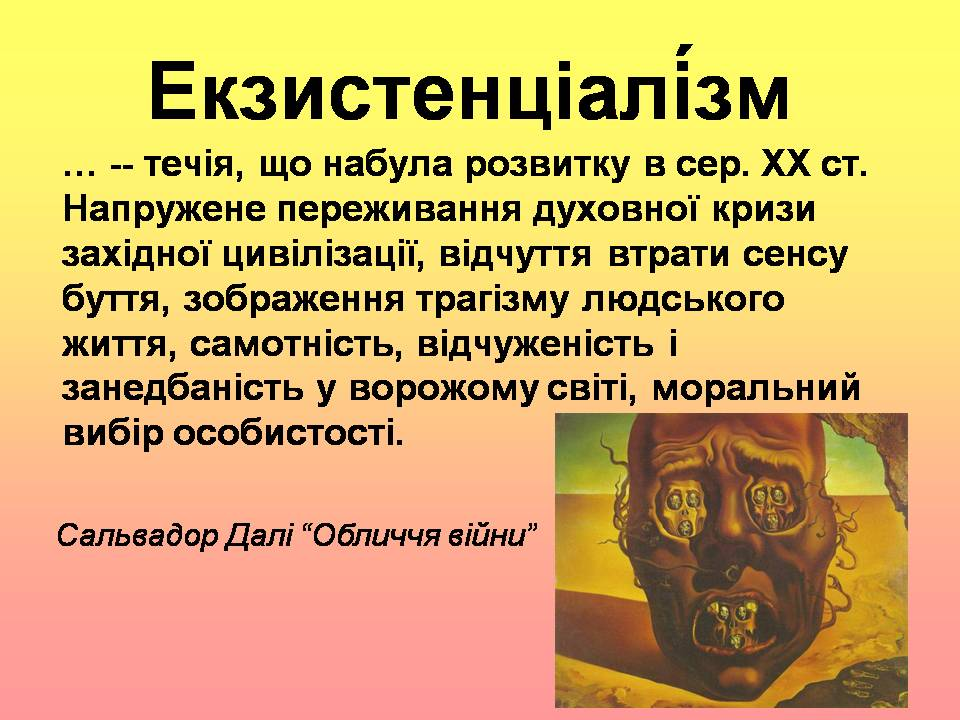 Екзистенціалі́зм
… -- течія, що набула розвитку в сер. ХХ ст.
Напружене переживання духовної кризи
західної цивілізації, відчуття втрати сенсу
буття, зображення трагізму людського
життя, самотність, відчуженість і
занедбаність у ворожому світі, моральний
вибір особистості.
Сальвадор Далі “Обличчя війни”